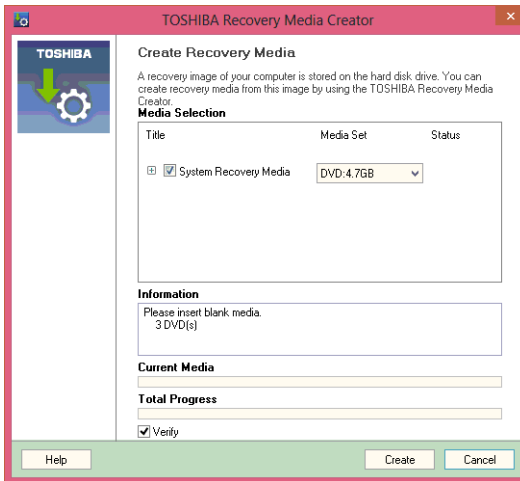 TOSHIBA Recovery Media Creator
TOSHIBA
Create Recovery Media
A recovery image of your computer is stored on the hard disk drive. You can
create recovery media from this image by using the TOSHIBA Recovery Media
Creator.
Media Selection
Title Media Set Status
System Recovery Media DVD:4.7GB
Information
Please insert blank media.
3 DVD(s)
Current Media
Total Progress
Verify
Help Create Cancel